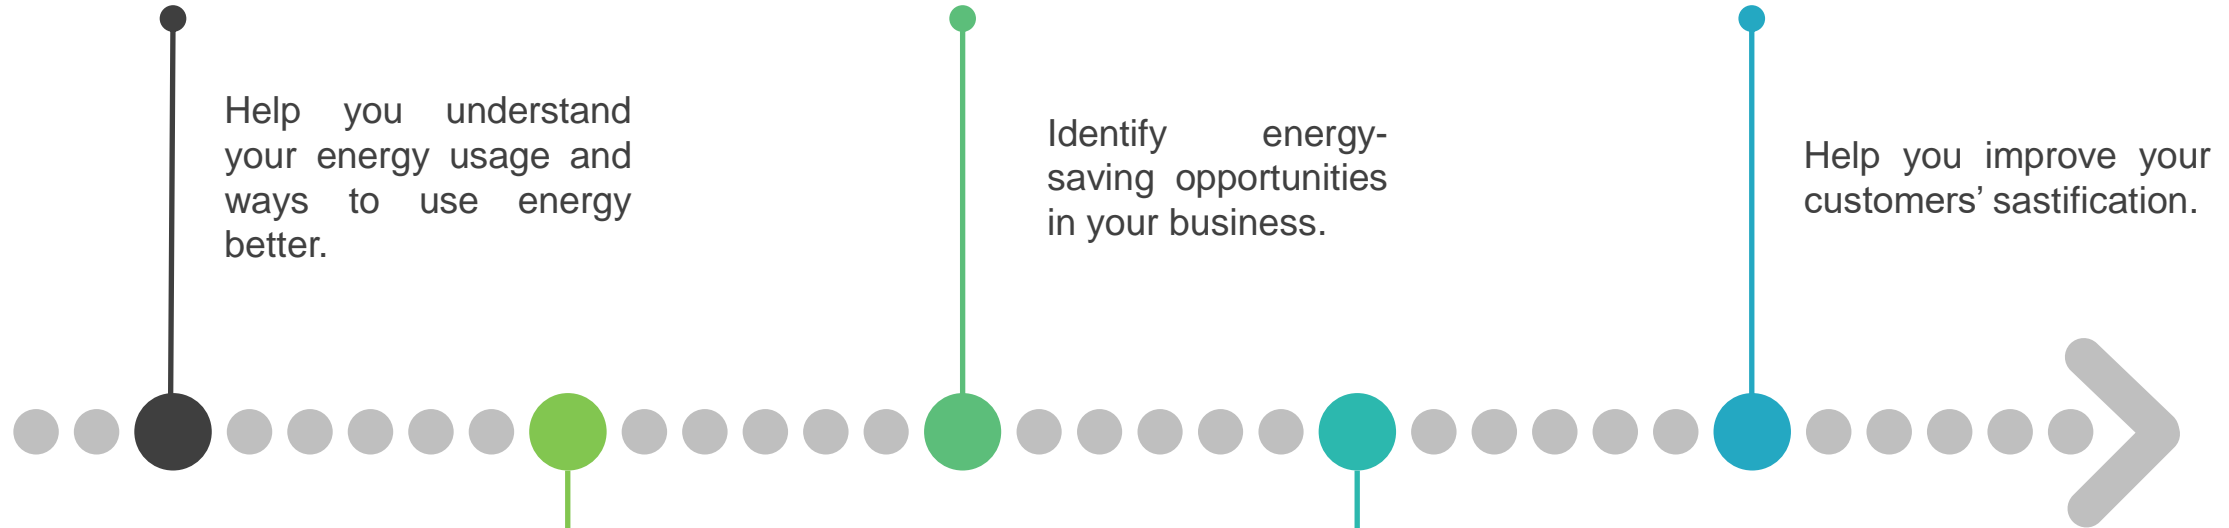 Help you understand
your energy usage and
ways to use energy
better.
Identify energy-
saving opportunities
in your business.
Help you improve your
customers’ sastification.